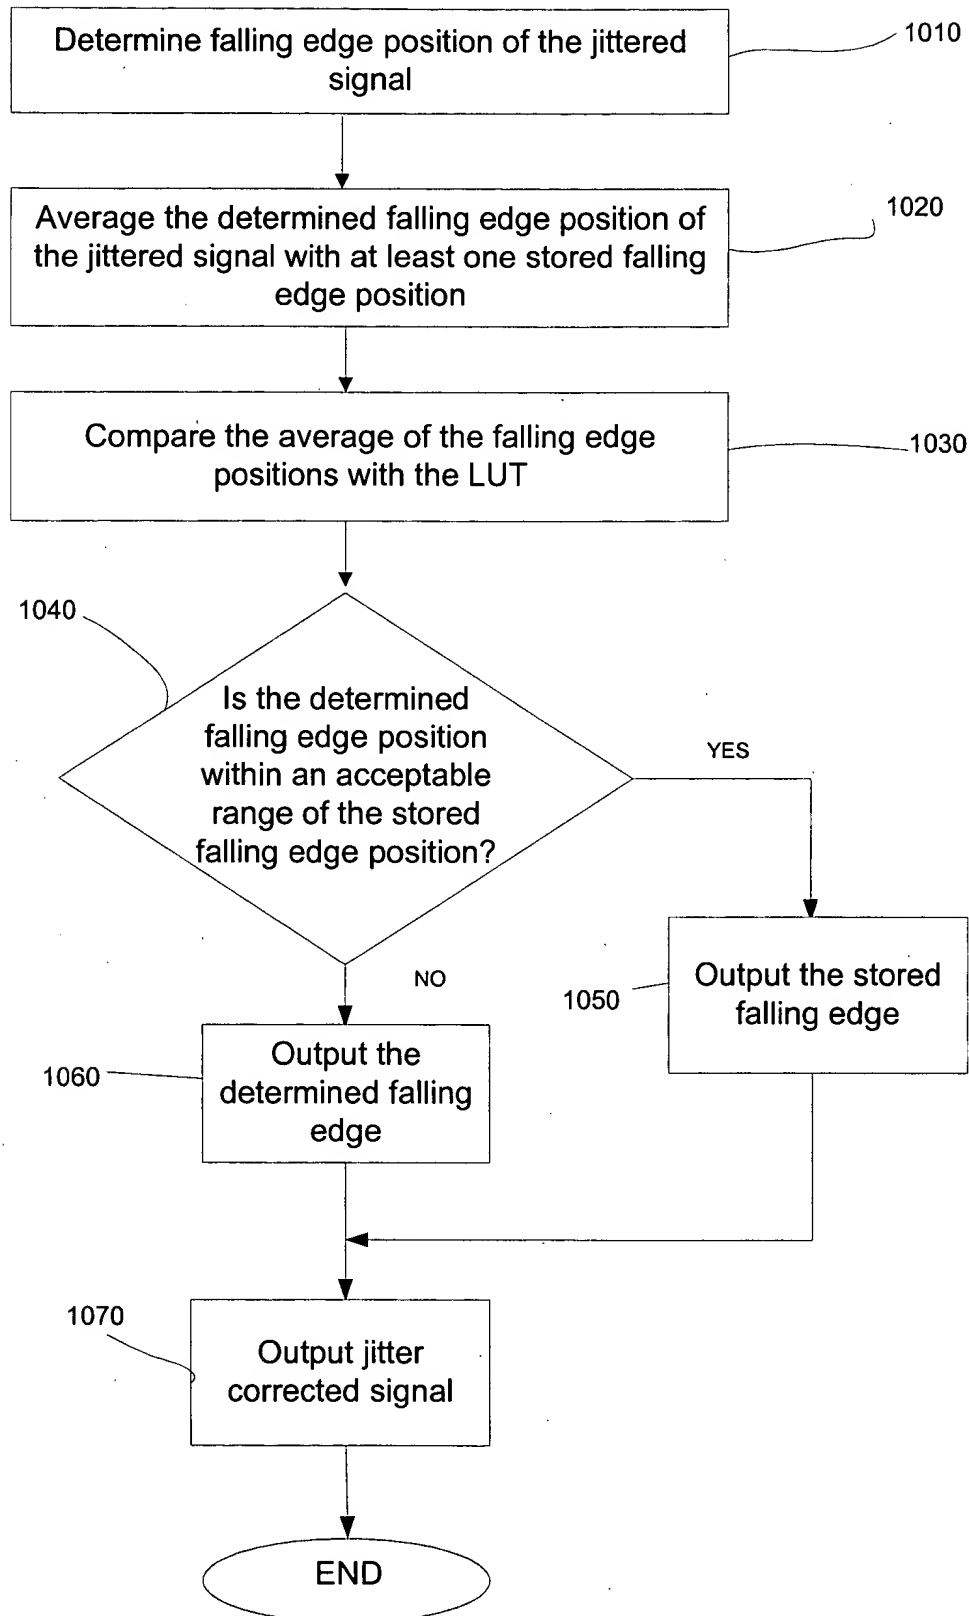 Determine falling edge position of the jittered
signal
1010
Average the determined falling edge position of
the jittered signal with at least one stored falling
edge position
1020
Compare the average of the falling edge
positions with the LUT
1030
1040
Is the determined
falling edge position
within an acceptable
range of the stored
falling edge position?
YES
NO
1050
Output the stored
falling edge
1060
Output the
determined falling
edge
1070
Output jitter
corrected signal
END